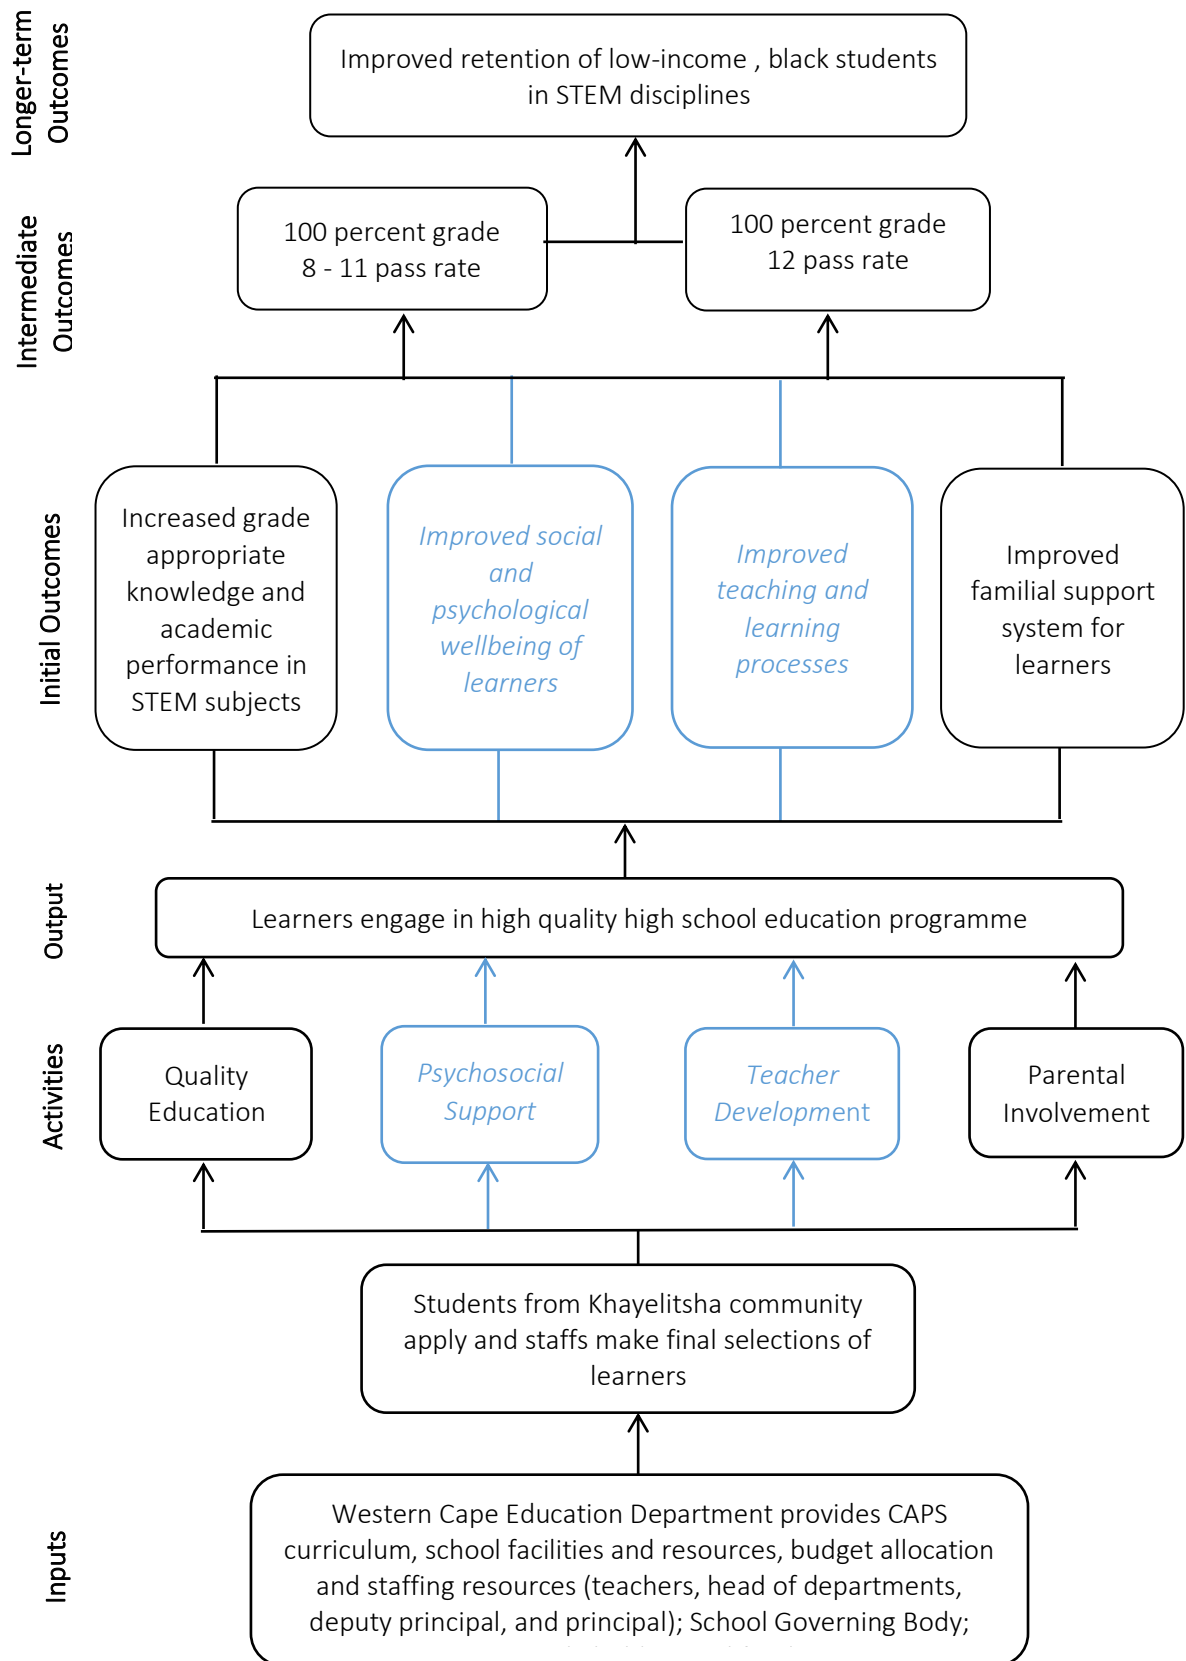 Longer-term
Outcomes
Improved retention of low-income , black students
in STEM disciplines
Intermediate
Outcomes
100 percent grade
8 - 11 pass rate
100 percent grade
12 pass rate
Initial Outcomes
Increased grade
appropriate
knowledge and
academic
performance in
STEM subjects
Improved social
and
psychological
wellbeing of
learners
Improved
teaching and
learning
processes
Improved
familial support
system for
learners
Output
Learners engage in high quality high school education programme
Activities
Quality
Education
Psychosocial
Support
Teacher
Development
Parental
Involvement
Students from Khayelitsha community
apply and staffs make final selections of
learners
Inputs
Western Cape Education Department provides CAPS
curriculum, school facilities and resources, budget allocation
and staffing resources (teachers, head of departments,
deputy principal, and principal); School Governing Body;